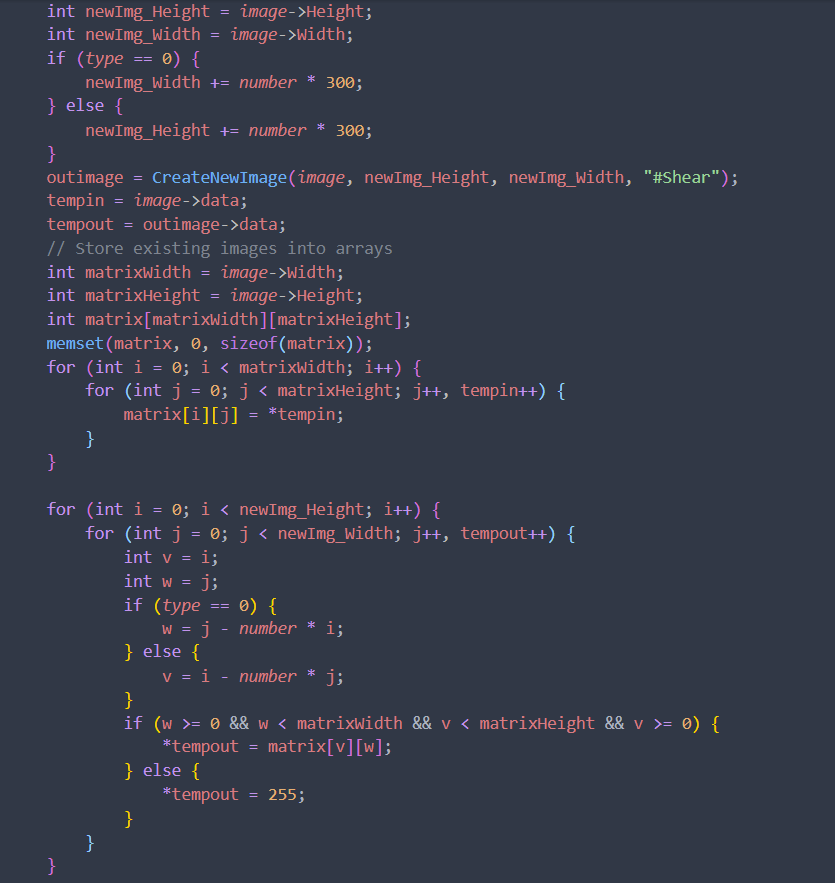 int newImg_Height = image->Height;
int newImg_Width = image->Width;
if (type == 0) {
    newImg_Width += number * 300;
} else {
    newImg_Height += number * 300;
}
outimage = CreateNewImage(image, newImg_Height, newImg_Width, "#Shear");
tempin = image->data;
tempout = outimage->data;
// Store existing images into arrays
int matrixWidth = image->Width;
int matrixHeight = image->Height;
int matrix[matrixWidth][matrixHeight];
memset(matrix, 0, sizeof(matrix));
for (int i = 0; i < matrixWidth; i++) {
    for (int j = 0; j < matrixHeight; j++, tempin++) {
        matrix[i][j] = *tempin;
    }
}

for (int i = 0; i < newImg_Height; i++) {
    for (int j = 0; j < newImg_Width; j++, tempout++) {
        int v = i;
        int w = j;
        if (type == 0) {
            w = j - number * i;
        } else {
            v = i - number * j;
        }
        if (w >= 0 && w < matrixWidth && v < matrixHeight && v >= 0) {
            *tempout = matrix[v][w];
        } else {
            *tempout = 255;
        }
    }
}